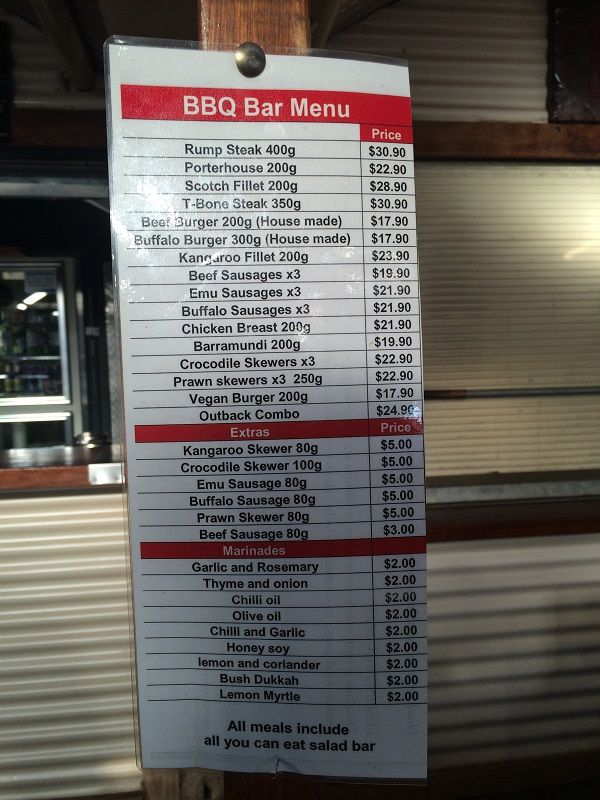 BBQ Bar Menu
Price
Rump Steak 400g $30.90
Porterhouse 200g $22.90
Scotch Fillet 200g $28.90
T-Bone Steak 350g $30.90
Beef Burger 200g (House made) $17.90
Buffalo Burger 300g (House made) $17.90
Kangaroo Fillet 200g $23.90
Beef Sausages x3 $19.90
Emu Sausages x3 $21.90
Buffalo Sausages x3 $21.90
Chicken Breast 200g $21.90
Barramundi 200g $19.90
Crocodile Skewers x3 $22.90
Prawn skewers x3 250g $22.90
Vegan Burger 200g $17.90
Outback Combo $24.90
Extras Price
Kangaroo Skewer 80g $5.00
Crocodile Skewer 100g $5.00
Emu Sausage 80g $5.00
Buffalo Sausage 80g $5.00
Prawn Skewer 80g $5.00
Beef Sausage 80g $3.00
Marinades
Garlic and Rosemary $2.00
Thyme and onion $2.00
Chilli oil $2.00
Olive oil $2.00
Chilli and Garlic $2.00
Honey soy $2.00
lemon and coriander $2.00
Bush Dukkah $2.00
Lemon Myrtle $2.00
All meals include
all you can eat salad bar